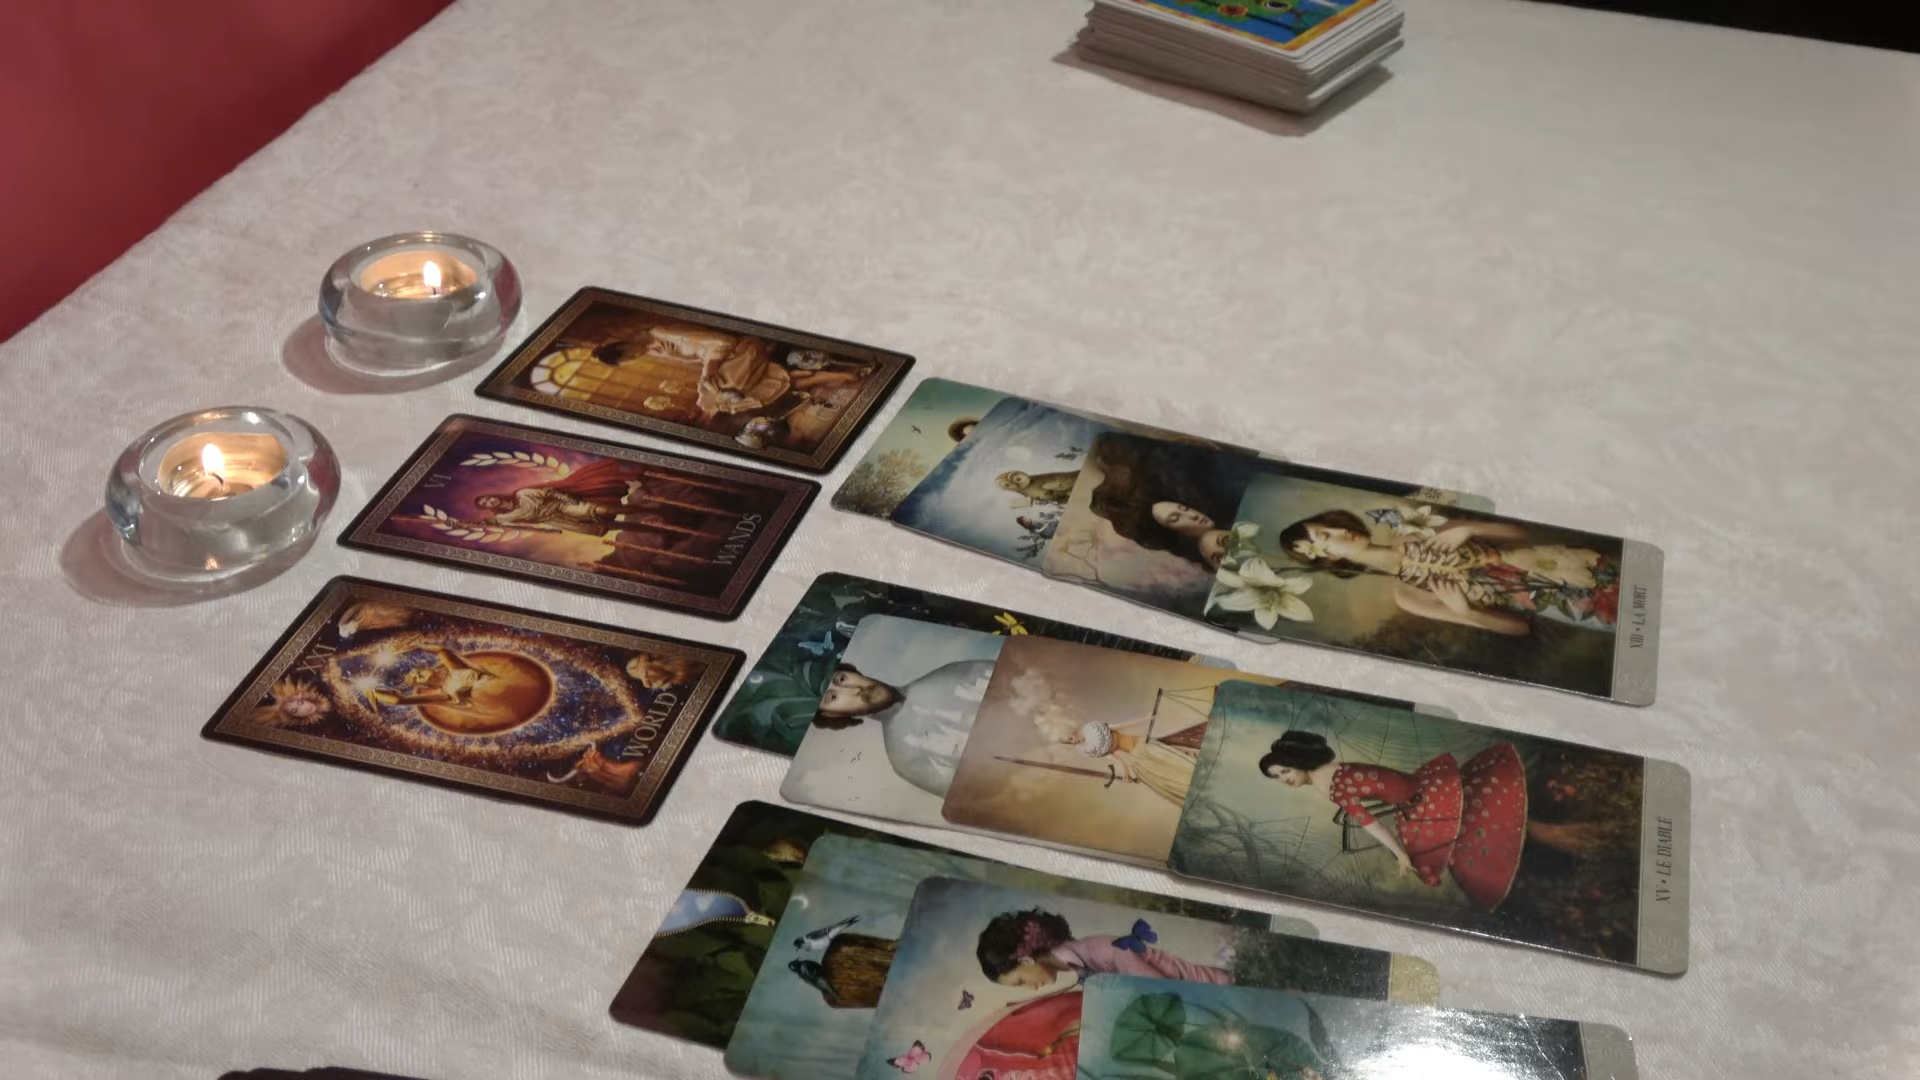 VI
WANDS
XXI
WORLD
XIII • LA MORT
XV • LE DIABLE